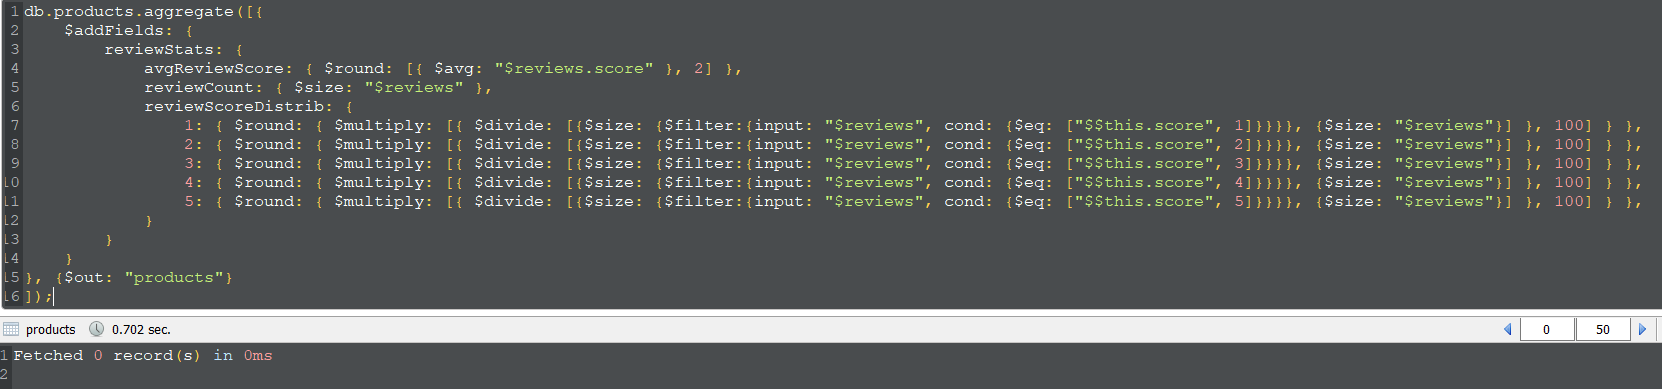 1 db.products.aggregate([{
2 $addFields: {
3 reviewStats: {
4 avgReviewScore: { $round: [{ $avg: "$reviews.score" }, 2] },
5 reviewCount: { $size: "$reviews" },
6 reviewScoreDistrib: {
7 1: { $round: { $multiply: [{ $divide: [{$size: {$filter:{input: "$reviews", cond: {$eq: ["$$this.score", 1]}}}}, {$size: "$reviews"}] }, 100] } },
8 2: { $round: { $multiply: [{ $divide: [{$size: {$filter:{input: "$reviews", cond: {$eq: ["$$this.score", 2]}}}}, {$size: "$reviews"}] }, 100] } },
9 3: { $round: { $multiply: [{ $divide: [{$size: {$filter:{input: "$reviews", cond: {$eq: ["$$this.score", 3]}}}}, {$size: "$reviews"}] }, 100] } },
10 4: { $round: { $multiply: [{ $divide: [{$size: {$filter:{input: "$reviews", cond: {$eq: ["$$this.score", 4]}}}}, {$size: "$reviews"}] }, 100] } },
11 5: { $round: { $multiply: [{ $divide: [{$size: {$filter:{input: "$reviews", cond: {$eq: ["$$this.score", 5]}}}}, {$size: "$reviews"}] }, 100] } },
12 }
13 }
14 }
15 }, {$out: "products"}
16 ]);
products 0.702 sec. 0 50
1 Fetched 0 record(s) in 0ms
2